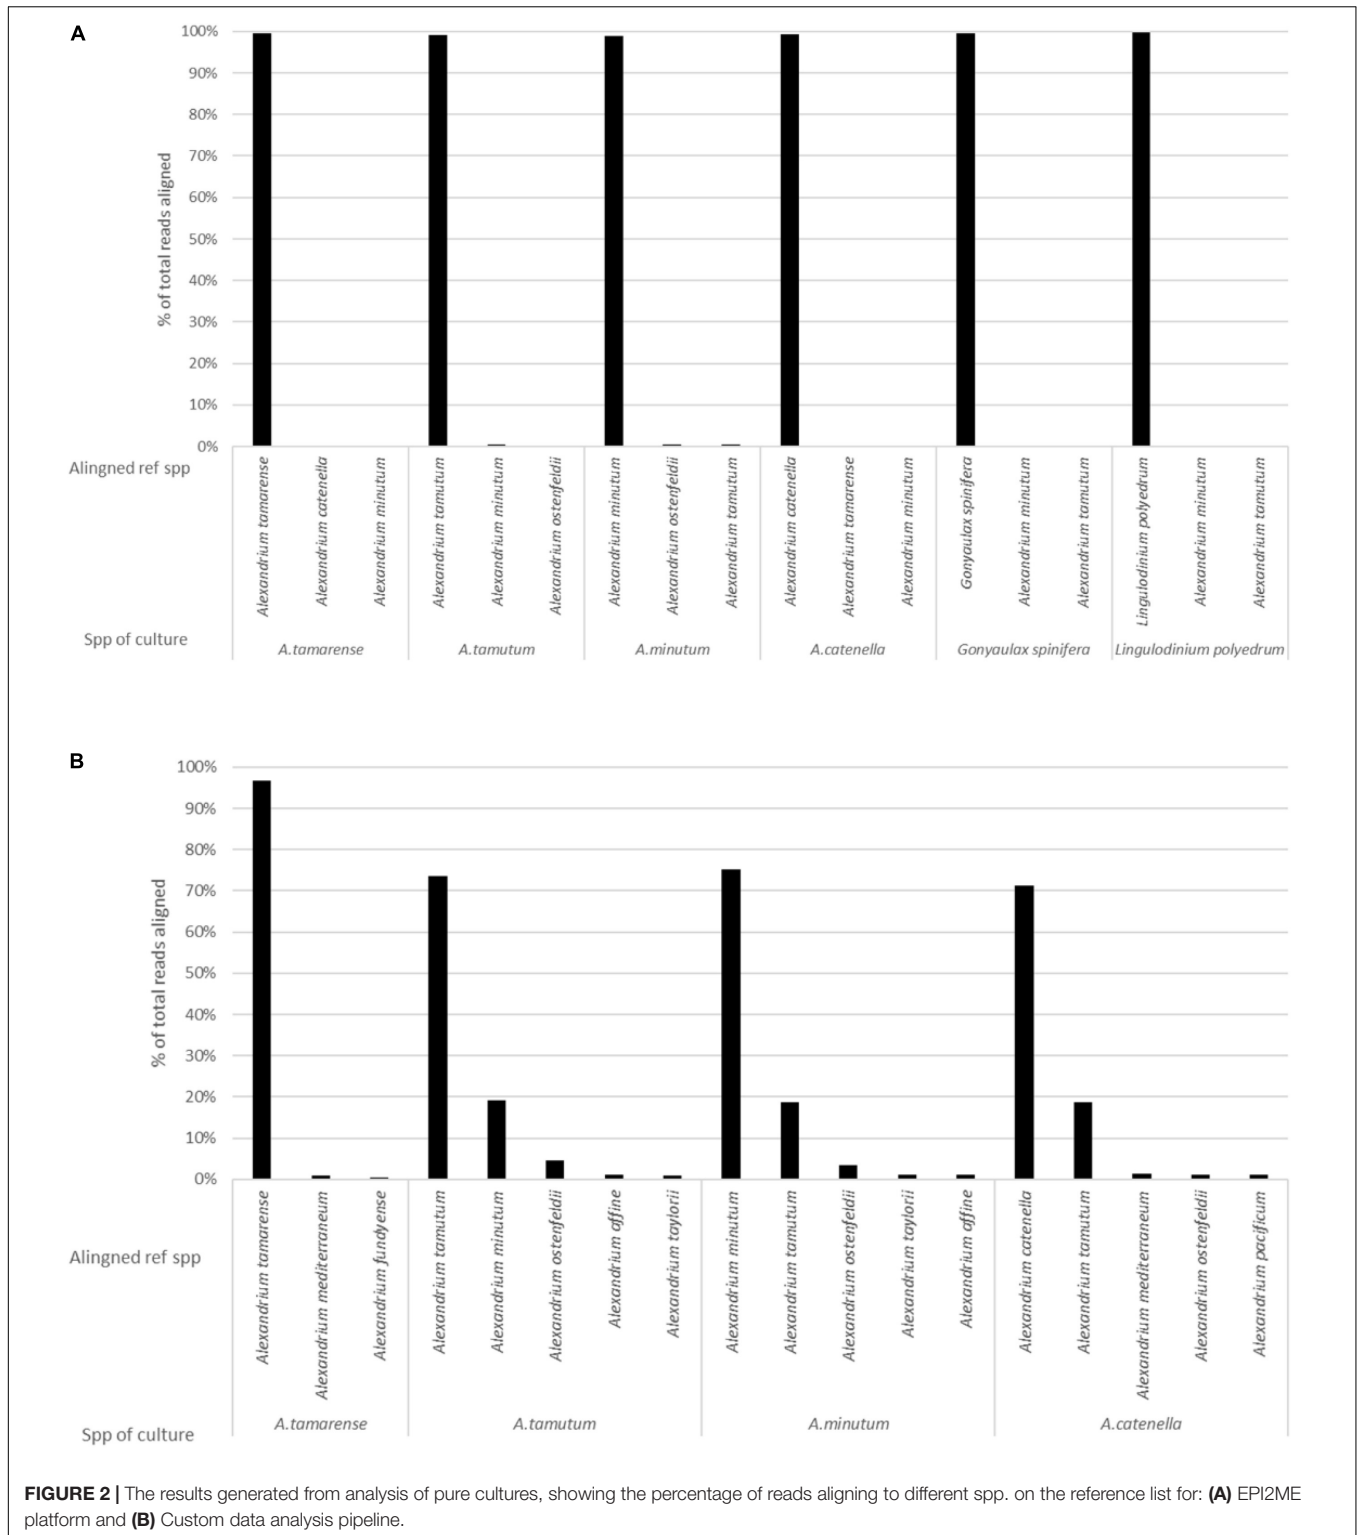 A
100%
90%
80%
70%
60%
50%
40%
30%
20%
10%
0%
% of total reads aligned
Alingned ref spp
Alexandrium tamarense
Alexandrium catenella
Alexandrium minutum
Alexandrium tamutum
Alexandrium minutum
Alexandrium ostenfeldii
Alexandrium minutum
Alexandrium ostenfeldii
Alexandrium tamutum
Alexandrium catenella
Alexandrium tamarense
Alexandrium minutum
Gonyaulax spinifera
Alexandrium minutum
Alexandrium tamutum
Lingulodinium polyedrum
Alexandrium minutum
Alexandrium tamutum
Spp of culture
A.tamarense
A.tamutum
A.minutum
A.catenella
Gonyaulax spinifera
Lingulodinium polyedrum
B
100%
90%
80%
70%
60%
50%
40%
30%
20%
10%
0%
% of total reads aligned
Alingned ref spp
Alexandrium tamarense
Alexandrium mediterraneum
Alexandrium fundyense
Alexandrium tamutum
Alexandrium minutum
Alexandrium ostenfeldii
Alexandrium affine
Alexandrium taylorii
Alexandrium minutum
Alexandrium tamutum
Alexandrium ostenfeldii
Alexandrium taylorii
Alexandrium affine
Alexandrium catenella
Alexandrium tamutum
Alexandrium mediterraneum
Alexandrium ostenfeldii
Alexandrium pacificum
Spp of culture
A.tamarense
A.tamutum
A.minutum
A.catenella
FIGURE 2 | The results generated from analysis of pure cultures, showing the percentage of reads aligning to different spp. on the reference list for: (A) EPI2ME
platform and (B) Custom data analysis pipeline.